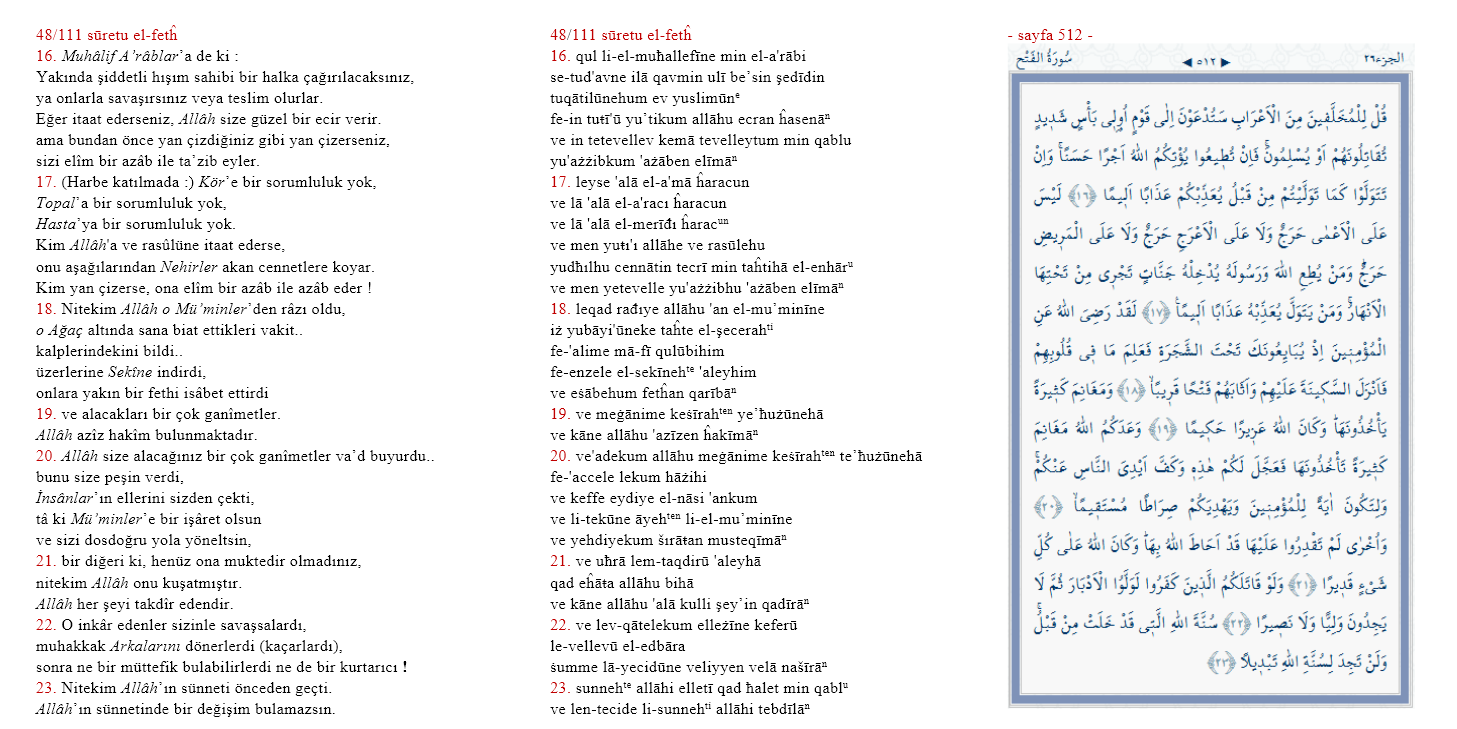 48/111 sūretu el-fetĥ
16. Muhâlif A’râblar’a de ki :
Yakında şiddetli hışım sahibi bir halka çağırılacaksınız,
ya onlarla savaşırsınız veya teslim olurlar.
Eğer itaat ederseniz, Allâh size güzel bir ecir verir.
ama bundan önce yan çizdiğiniz gibi yan çizerseniz,
sizi elîm bir azâb ile ta’zib eyler.
17. (Harbe katılmada :) Kör’e bir sorumluluk yok,
Topal’a bir sorumluluk yok,
Hasta’ya bir sorumluluk yok.
Kim Allâh'a ve rasûlüne itaat ederse,
onu aşağılarından Nehirler akan cennetlere koyar.
Kim yan çizerse, ona elîm bir azâb ile azâb eder !
18. Nitekim Allâh o Mü’minler’den râzı oldu,
o Ağaç altında sana biat ettikleri vakit..
kalplerindekini bildi..
üzerlerine Sekîne indirdi,
onlara yakın bir fethi isâbet ettirdi
19. ve alacakları bir çok ganîmetler.
Allâh azîz hakîm bulunmaktadır.
20. Allâh size alacağınız bir çok ganîmetler va’d buyurdu..
bunu size peşin verdi,
İnsânlar’ın ellerini sizden çekti,
tâ ki Mü’minler’e bir işâret olsun
ve sizi dosdoğru yola yöneltsin,
21. bir diğeri ki, henüz ona muktedir olmadınız,
nitekim Allâh onu kuşatmıştır.
Allâh her şeyi takdîr edendir.
22. O inkâr edenler sizinle savaşsalardı,
muhakkak Arkalarını dönerlerdi (kaçarlardı),
sonra ne bir müttefik bulabilirlerdi ne de bir kurtarıcı !
23. Nitekim Allâh’ın sünneti önceden geçti.
Allâh’ın sünnetinde bir değişim bulamazsın.
48/111 sūretu el-fetĥ
16. qul li-el-muħallefīne min el-a'rābi
se-tud'avne ilā qavmin ulī be’sin şedīdin
tuqātilūnehum ev yuslimūnᵉ
fe-in tuŧī'ū yu’tikum allāhu ecran ĥasenāⁿ
ve in tetevellev kemā tevelleytum min qablu
yu'ażżibkum 'ażāben elīmāⁿ
17. leyse 'alā el-a'mā ĥaracun
ve lā 'alā el-a'racı ĥaracun
ve lā 'alā el-merīđı ĥaracᵘⁿ
ve men yuŧı'ı allāhe ve rasūlehu
yudħılhu cennātin tecrī min taĥtihā el-enhārᵘ
ve men yetevelle yu'ażżibhu 'ażāben elīmāⁿ
18. leqad rađıye allāhu 'an el-mu’minīne
iż yubāyi'ūneke taĥte el-şecerahᵗⁱ
fe-'alime mā-fī qulūbihim
fe-enzele el-sekīnehᵗᵉ 'aleyhim
ve eŝābehum fetĥan qarībāⁿ
19. ve meġānime keŝīrahᵗᵉⁿ ye’ħużūnehā
ve kāne allāhu 'azīzen ĥakīmāⁿ
20. ve'adekum allāhu meġānime keŝīrahᵗᵉⁿ te’ħużūnehā
fe-'accele lekum hāżihi
ve keffe eydiye el-nāsi 'ankum
ve li-tekūne āyehᵗᵉⁿ li-el-mu’minīne
ve yehdiyekum šırāŧan musteqīmāⁿ
21. ve uħrā lem-taqdirū 'aleyhā
qad eĥāŧa allāhu bihā
ve kāne allāhu 'alā kulli şey’in qadīrāⁿ
22. ve lev-qātelekum elleżīne keferū
le-vellevū el-edbāra
ŝumme lā-yecidūne veliyyen velā našīrāⁿ
23. sunnehᵗᵉ allāhi elletī qad ħalet min qablᵘ
ve len-tecide li-sunnehᵗⁱ allāhi tebdīlāⁿ
- sayfa 512 -
سُورَةُ الفَتْح ◀ ٥١٢ ▶ الجزء٢٦
قُلْ لِلْمُخَلَّفٖينَ مِنَ الْاَعْرَابِ سَتُدْعَوْنَ اِلٰى قَوْمٍ اُولٖى بَأْسٍ شَدٖيدٍ
تُقَاتِلُونَهُمْ اَوْ يُسْلِمُونَۚ فَاِنْ تُطٖيعُوا يُؤْتِكُمُ اللّٰهُ اَجْرًا حَسَنًاۚ وَاِنْ
تَتَوَلَّوْا كَمَا تَوَلَّيْتُمْ مِنْ قَبْلُ يُعَذِّبْكُمْ عَذَابًا اَلٖيمًا ﴿١٦﴾ لَيْسَ
عَلَى الْاَعْمٰى حَرَجٌ وَلَا عَلَى الْاَعْرَجِ حَرَجٌ وَلَا عَلَى الْمَرٖيضِ
حَرَجٌؕ وَمَنْ يُطِعِ اللّٰهَ وَرَسُولَهُ يُدْخِلْهُ جَنَّاتٍ تَجْرٖى مِنْ تَحْتِهَا
الْاَنْهَارُۚ وَمَنْ يَتَوَلَّ يُعَذِّبْهُ عَذَابًا اَلٖيمًاؕ ﴿١٧﴾ لَقَدْ رَضِىَ اللّٰهُ عَنِ
الْمُؤْمِنٖينَ اِذْ يُبَايِعُونَكَ تَحْتَ الشَّجَرَةِ فَعَلِمَ مَا فٖى قُلُوبِهِمْ
فَاَنْزَلَ السَّكٖينَةَ عَلَيْهِمْ وَاَثَابَهُمْ فَتْحًا قَرٖيبًاۙ ﴿١٨﴾ وَمَغَانِمَ كَثٖيرَةً
يَأْخُذُونَهَاؕ وَكَانَ اللّٰهُ عَزٖيزًا حَكٖيمًا ﴿١٩﴾ وَعَدَكُمُ اللّٰهُ مَغَانِمَ
كَثٖيرَةً تَأْخُذُونَهَا فَعَجَّلَ لَكُمْ هٰذِهٖ وَكَفَّ اَيْدِىَ النَّاسِ عَنْكُمْۚ
وَلِتَكُونَ اٰيَةً لِلْمُؤْمِنٖينَ وَيَهْدِيَكُمْ صِرَاطًا مُسْتَقٖيمًاۙ ﴿٢٠﴾
وَاُخْرٰى لَمْ تَقْدِرُوا عَلَيْهَا قَدْ اَحَاطَ اللّٰهُ بِهَاؕ وَكَانَ اللّٰهُ عَلٰى كُلِّ
شَىْءٍ قَدٖيرًا ﴿٢١﴾ وَلَوْ قَاتَلَكُمُ الَّذٖينَ كَفَرُوا لَوَلَّوُا الْاَدْبَارَ ثُمَّ لَا
يَجِدُونَ وَلِيًّا وَلَا نَصٖيرًا ﴿٢٢﴾ سُنَّةَ اللّٰهِ الَّتٖى قَدْ خَلَتْ مِنْ قَبْلُۚ
وَلَنْ تَجِدَ لِسُنَّةِ اللّٰهِ تَبْدٖيلًا ﴿٢٣﴾